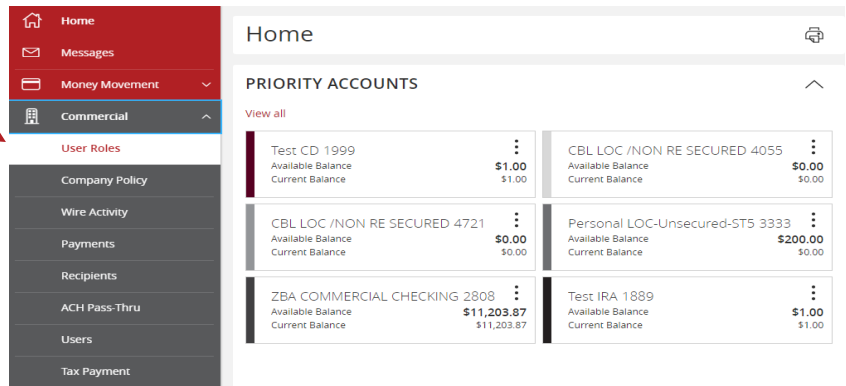 Home
Messages
Money Movement
Commercial
User Roles
Company Policy
Wire Activity
Payments
Recipients
ACH Pass-Thru
Users
Tax Payment
Home
PRIORITY ACCOUNTS
View all
Test CD 1999
Available Balance $1.00
Current Balance $1.00
CBL LOC /NON RE SECURED 4055
Available Balance $0.00
Current Balance $0.00
CBL LOC /NON RE SECURED 4721
Available Balance $0.00
Current Balance $0.00
Personal LOC-Unsecured-ST5 3333
Available Balance $200.00
Current Balance $0.00
ZBA COMMERCIAL CHECKING 2808
Available Balance $11,203.87
Current Balance $11,203.87
Test IRA 1889
Available Balance $1.00
Current Balance $1.00